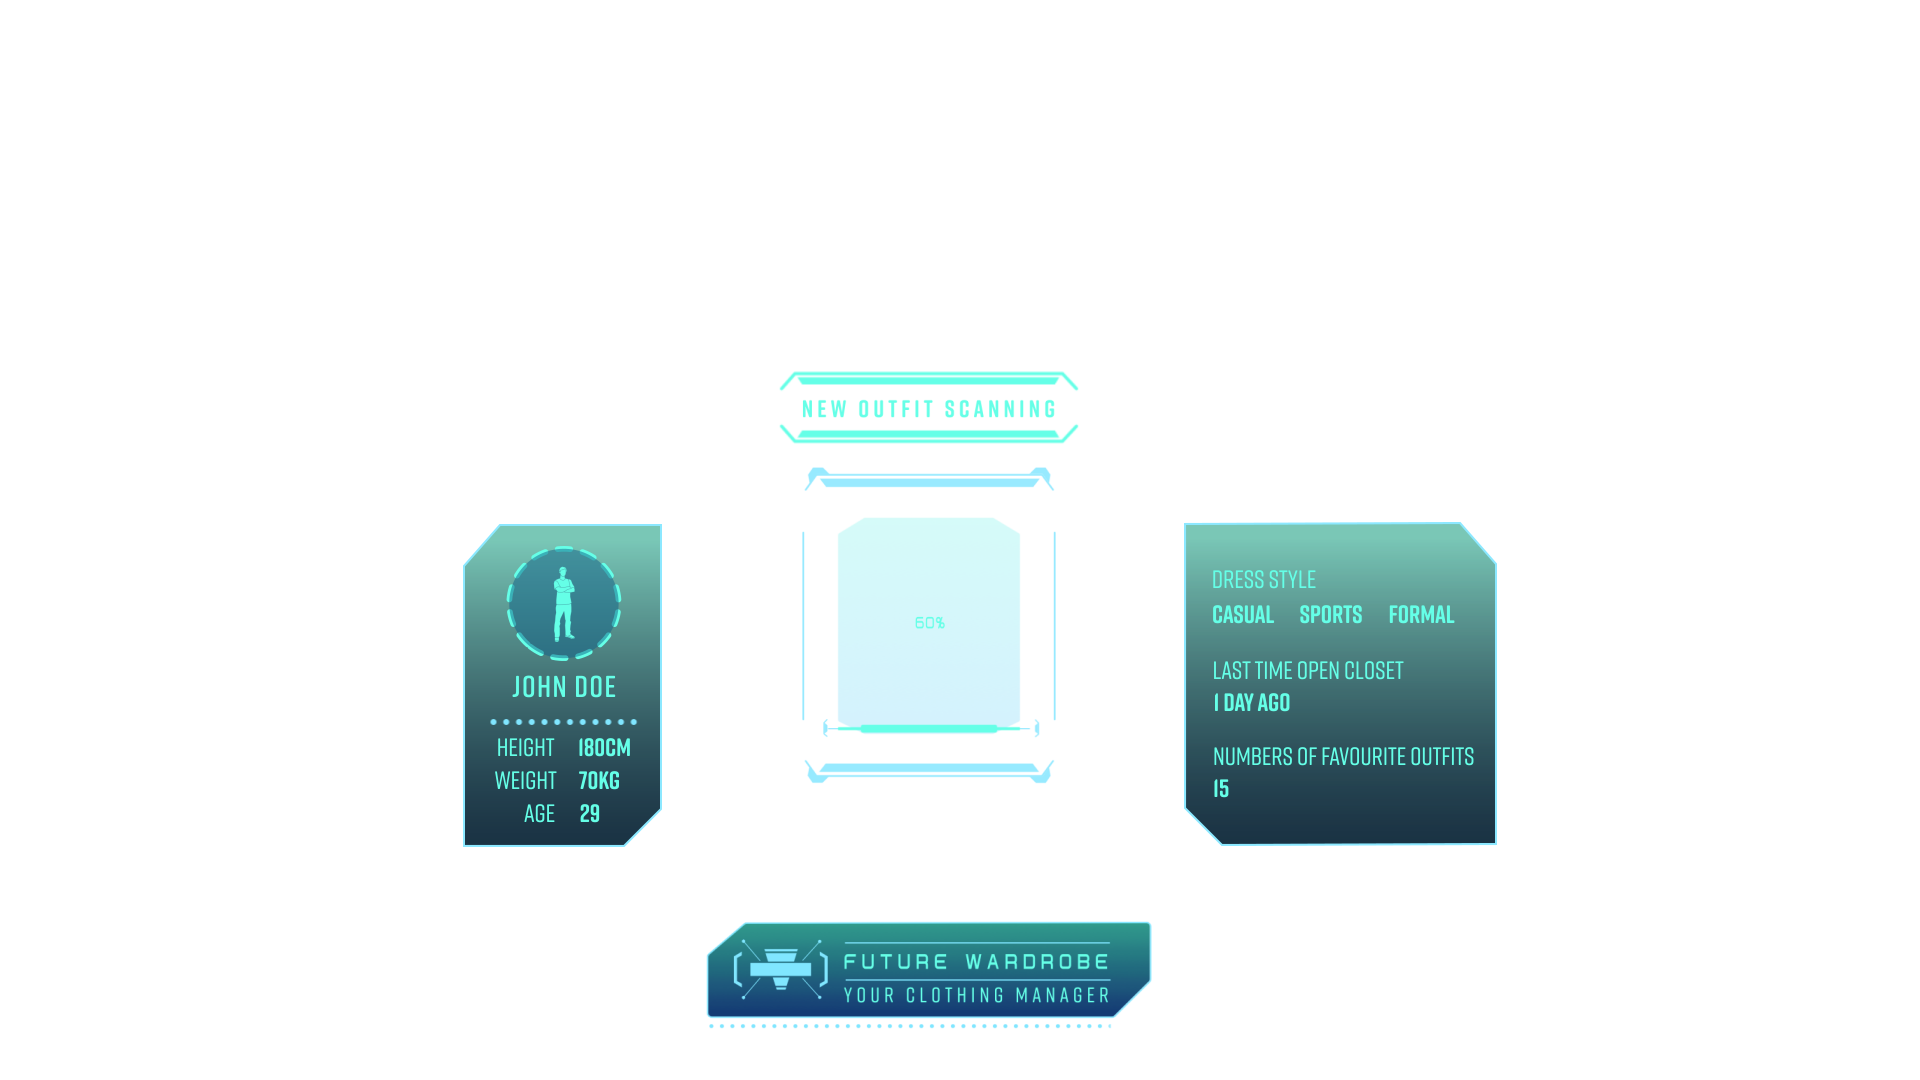 NEW OUTFIT SCANNING
60%
JOHN DOE
HEIGHT 180CM
WEIGHT 70KG
AGE 29
DRESS STYLE
CASUAL SPORTS FORMAL
LAST TIME OPEN CLOSET
1 DAY AGO
NUMBERS OF FAVOURITE OUTFITS
15
FUTURE WARDROBE
YOUR CLOTHING MANAGER